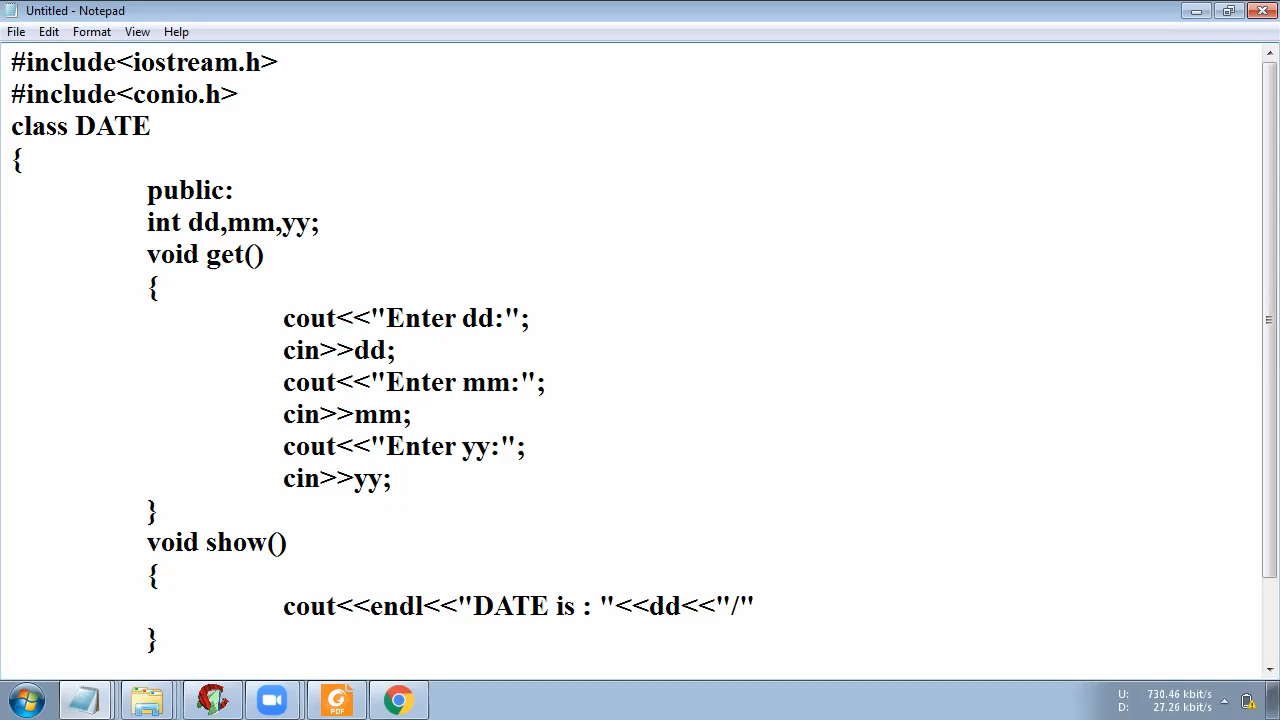 Untitled - Notepad
File Edit Format View Help
#include<iostream.h>
#include<conio.h>
class DATE
{
public:
int dd,mm,yy;
void get()
{
cout<<"Enter dd:";
cin>>dd;
cout<<"Enter mm:";
cin>>mm;
cout<<"Enter yy:";
cin>>yy;
}
void show()
{
cout<<endl<<"DATE is : "<<dd<<"/"
}
PDF
U: 730.46 kbit/s
D: 27.26 kbit/s